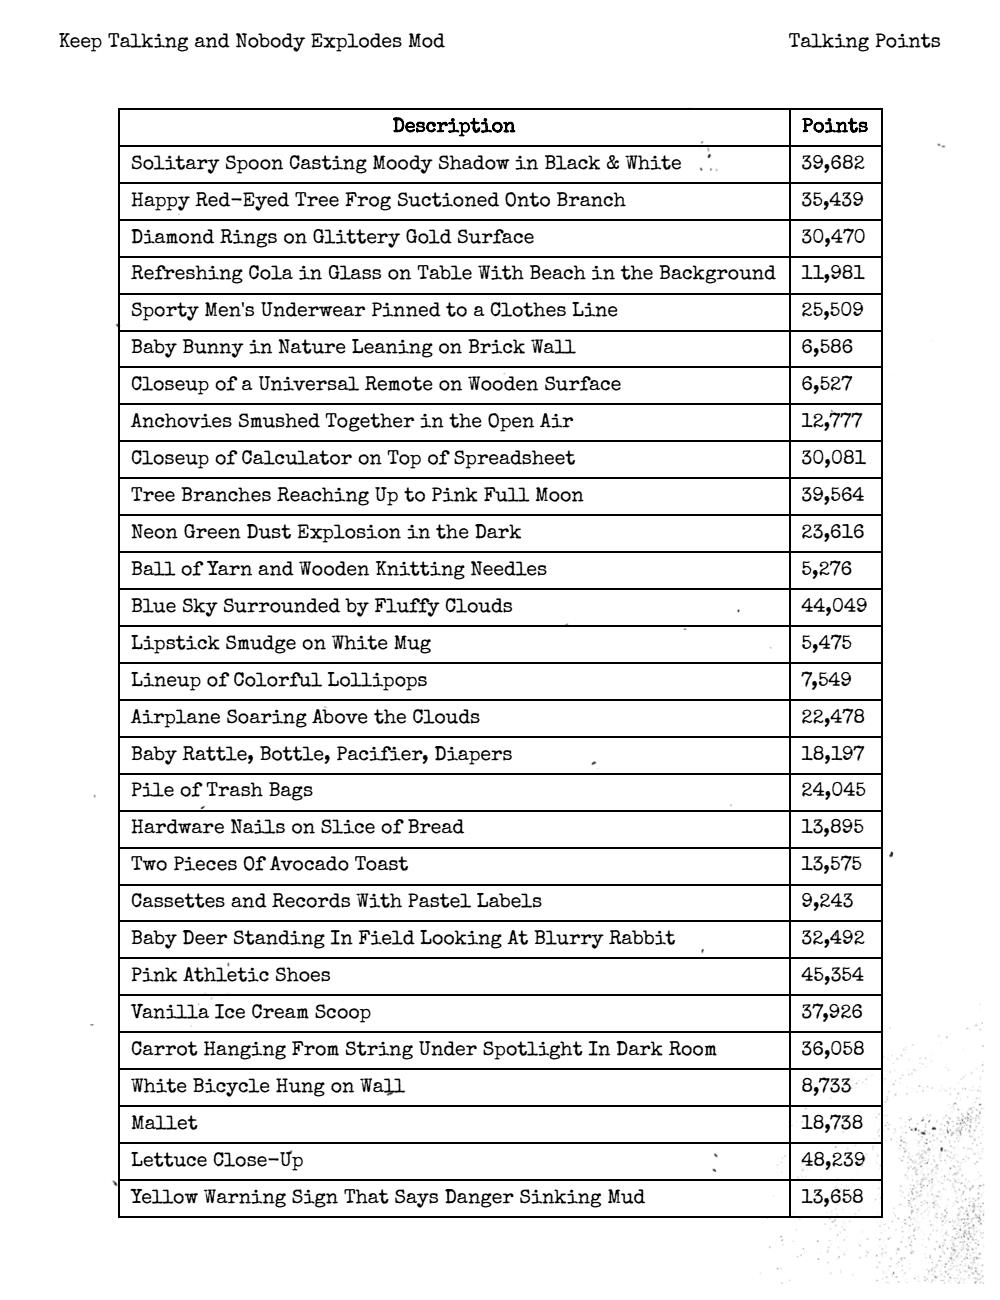 Keep Talking and Nobody Explodes Mod Talking Points
Description Points
Solitary Spoon Casting Moody Shadow in Black & White 39,682
Happy Red-Eyed Tree Frog Suctioned Onto Branch 35,439
Diamond Rings on Glittery Gold Surface 30,470
Refreshing Cola in Glass on Table With Beach in the Background 11,981
Sporty Men's Underwear Pinned to a Clothes Line 25,509
Baby Bunny in Nature Leaning on Brick Wall 6,586
Closeup of a Universal Remote on Wooden Surface 6,527
Anchovies Smushed Together in the Open Air 12,777
Closeup of Calculator on Top of Spreadsheet 30,081
Tree Branches Reaching Up to Pink Full Moon 39,564
Neon Green Dust Explosion in the Dark 23,616
Ball of Yarn and Wooden Knitting Needles 5,276
Blue Sky Surrounded by Fluffy Clouds 44,049
Lipstick Smudge on White Mug 5,475
Lineup of Colorful Lollipops 7,549
Airplane Soaring Above the Clouds 22,478
Baby Rattle, Bottle, Pacifier, Diapers 18,197
Pile of Trash Bags 24,045
Hardware Nails on Slice of Bread 13,895
Two Pieces Of Avocado Toast 13,575
Cassettes and Records With Pastel Labels 9,243
Baby Deer Standing In Field Looking At Blurry Rabbit 32,492
Pink Athletic Shoes 45,354
Vanilla Ice Cream Scoop 37,926
Carrot Hanging From String Under Spotlight In Dark Room 36,058
White Bicycle Hung on Wall 8,733
Mallet 18,738
Lettuce Close-Up 48,239
Yellow Warning Sign That Says Danger Sinking Mud 13,658